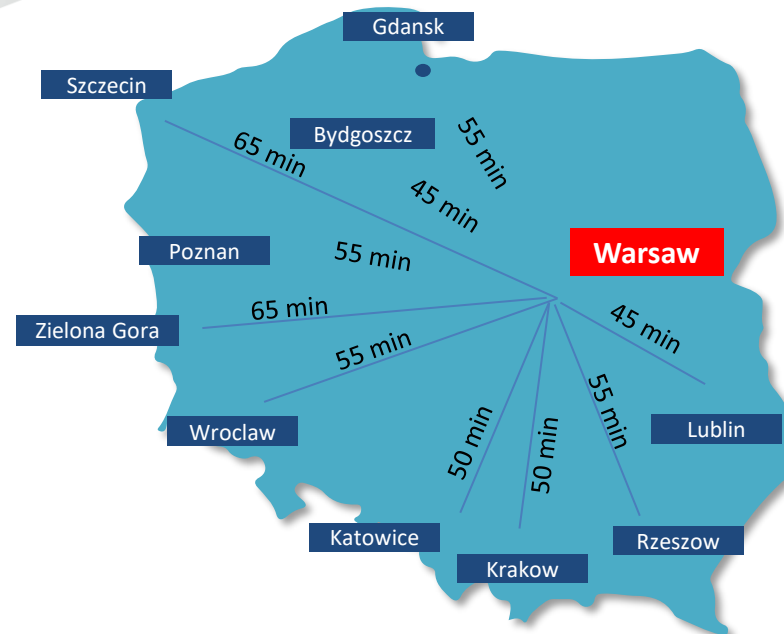 Gdansk
Szczecin
Bydgoszcz
55 min
65 min
45 min
Warsaw
Poznan
55 min
65 min
45 min
Zielona Gora
55 min
55 min
Wroclaw
Lublin
50 min
50 min
Katowice
Rzeszow
Krakow